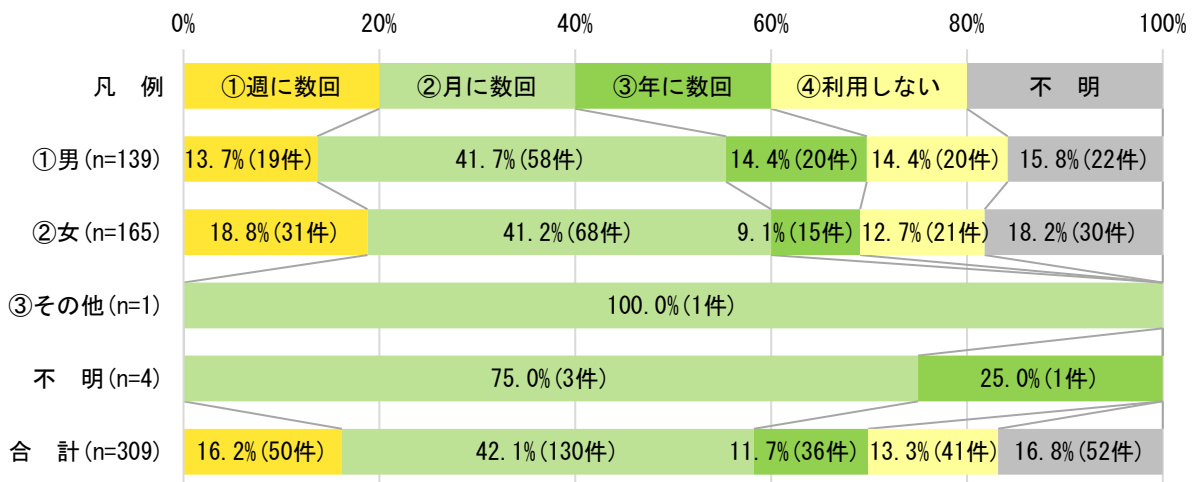 0% 20% 40% 60% 80% 100%
凡 例 ①週に数回 ②月に数回 ③年に数回 ④利用しない 不 明
①男(n=139) 13.7%(19件) 41.7%(58件) 14.4%(20件) 14.4%(20件) 15.8%(22件)
②女(n=165) 18.8%(31件) 41.2%(68件) 9.1%(15件) 12.7%(21件) 18.2%(30件)
③その他(n=1) 100.0%(1件)
不 明(n=4) 75.0%(3件) 25.0%(1件)
合 計(n=309) 16.2%(50件) 42.1%(130件) 11.7%(36件) 13.3%(41件) 16.8%(52件)